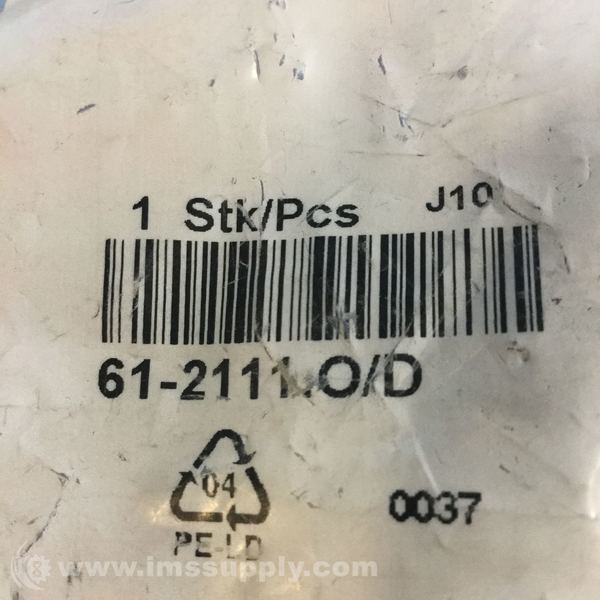 1 Stk/Pcs J10
61-2111.O/D
04
PE-LD
0037
www.imssupply.com